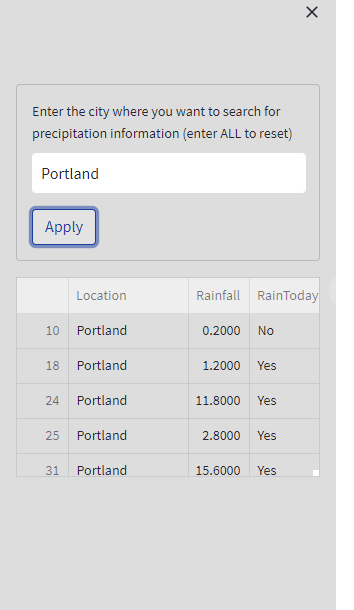 Enter the city where you want to search for
precipitation information (enter ALL to reset)
Portland
Apply
Location Rainfall RainToday
10 Portland 0.2000 No
18 Portland 1.2000 Yes
24 Portland 11.8000 Yes
25 Portland 2.8000 Yes
31 Portland 15.6000 Yes